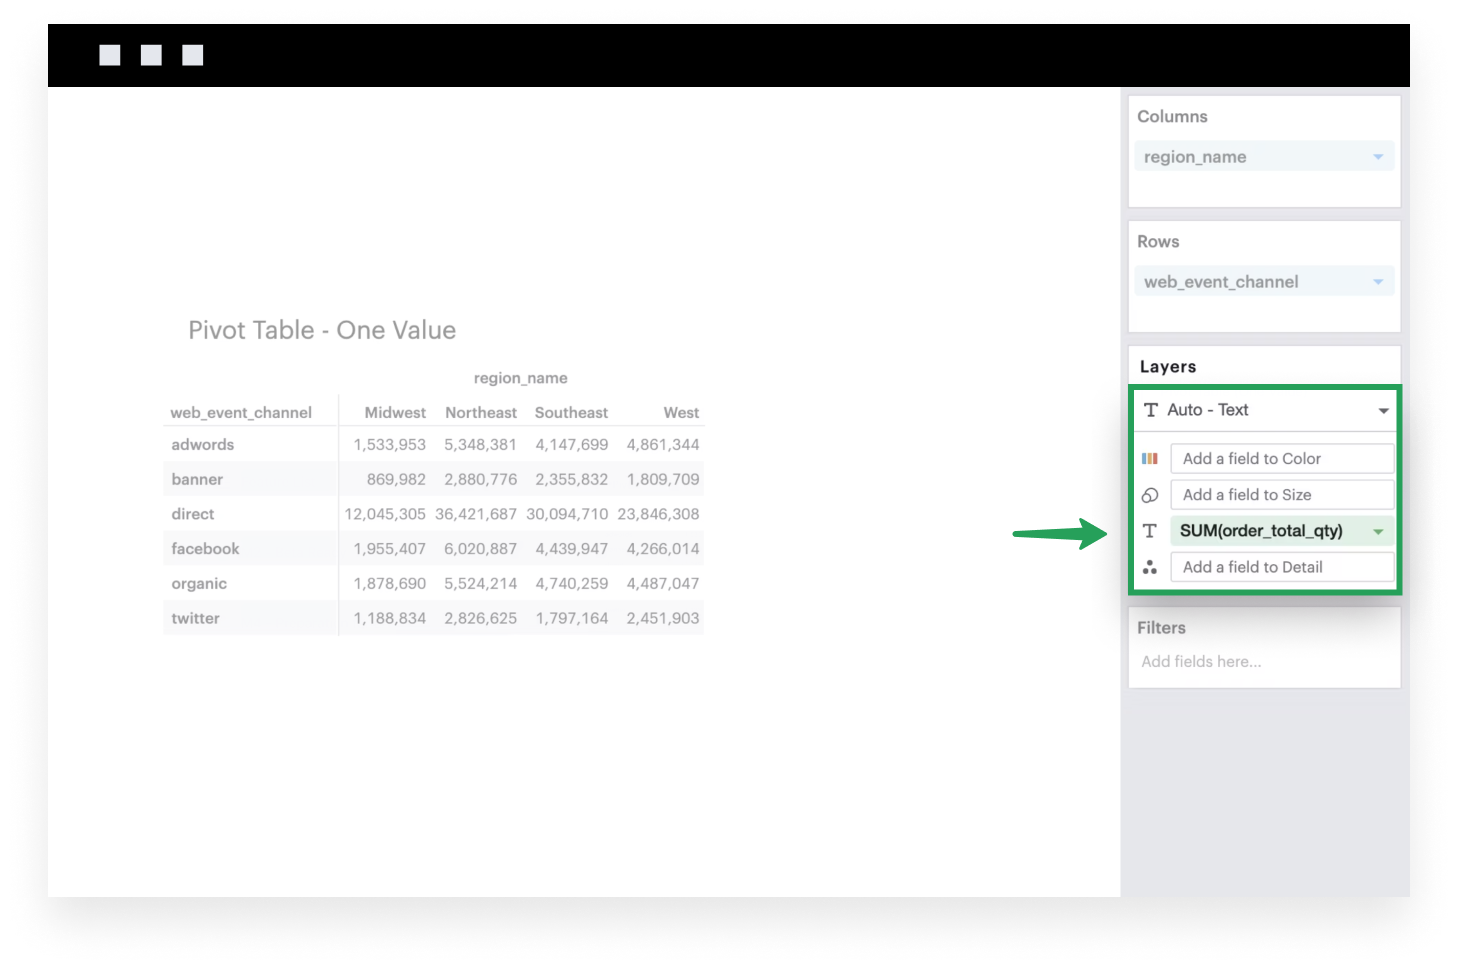 Pivot Table - One Value
region_name
web_event_channel Midwest Northeast Southeast West
adwords 1,533,953 5,348,381 4,147,699 4,861,344
banner 869,982 2,880,776 2,355,832 1,809,709
direct 12,045,305 36,421,687 30,094,710 23,846,308
facebook 1,955,407 6,020,887 4,439,947 4,266,014
organic 1,878,690 5,524,214 4,740,259 4,487,047
twitter 1,188,834 2,826,625 1,797,164 2,451,903
Columns
region_name
Rows
web_event_channel
Layers
T Auto - Text
Add a field to Color
Add a field to Size
T SUM(order_total_qty)
Add a field to Detail
Filters
Add fields here...